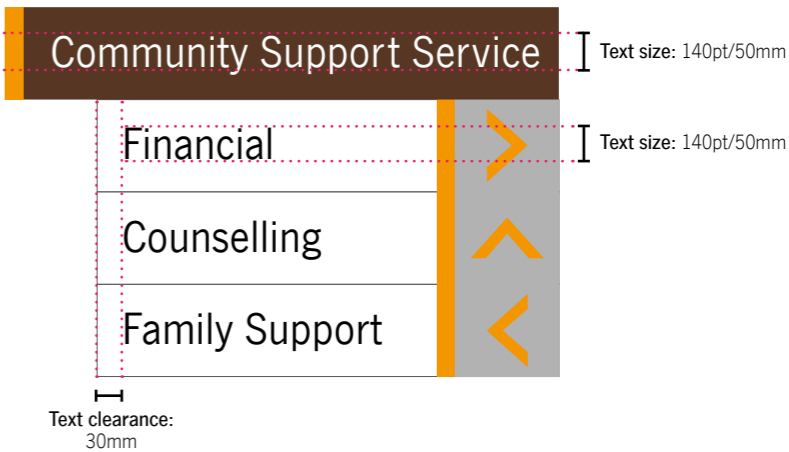 Community Support Service
Text size: 140pt/50mm
Financial
Text size: 140pt/50mm
Counselling
Family Support
Text clearance:
30mm